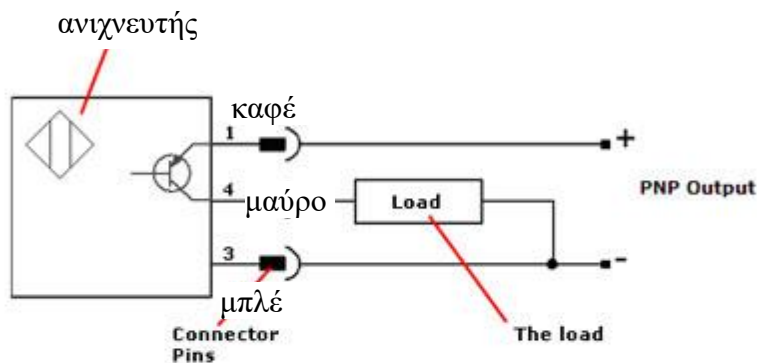 ανιχνευτής
καφέ
1
+
PNP Output
4
μαύρο
Load
3
-
μπλέ
Connector
Pins
The load